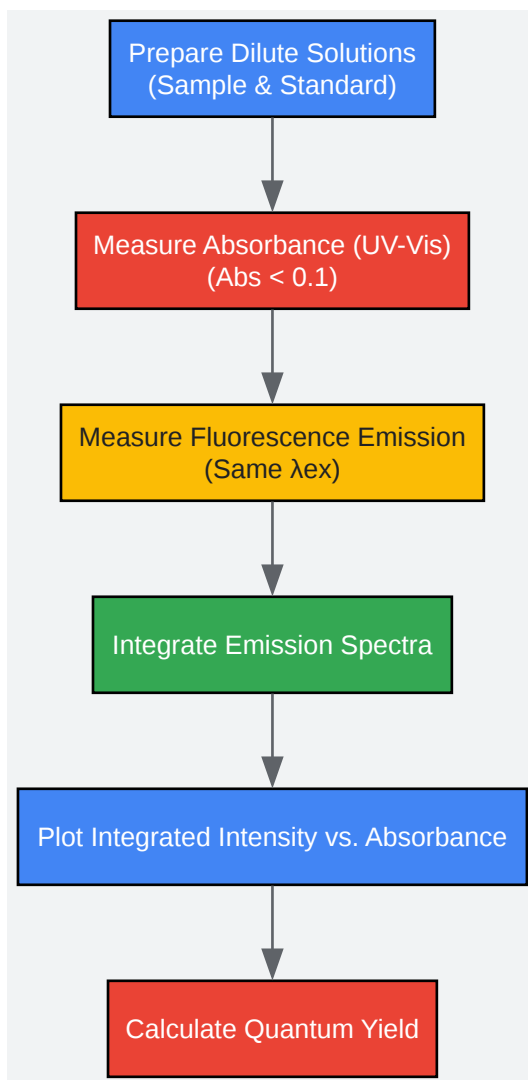 Prepare Dilute Solutions
(Sample & Standard)
Measure Absorbance (UV-Vis)
(Abs < 0.1)
Measure Fluorescence Emission
(Same λex)
Integrate Emission Spectra
Plot Integrated Intensity vs. Absorbance
Calculate Quantum Yield